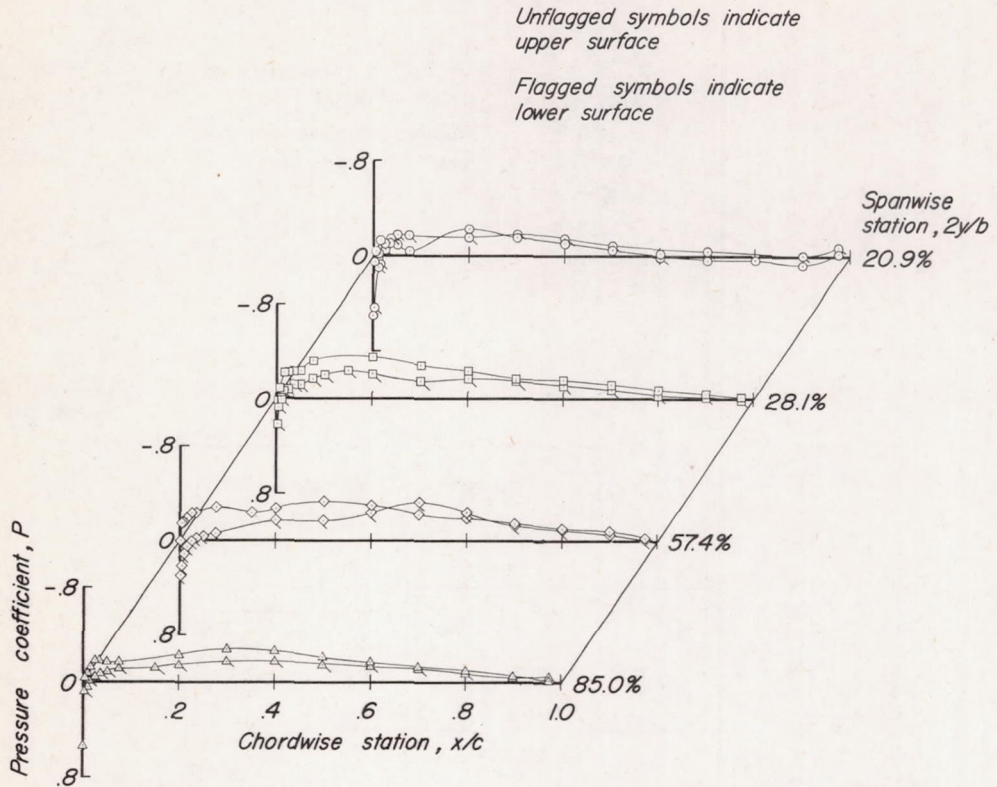 Unflagged symbols indicate
upper surface
Flagged symbols indicate
lower surface
-.8
Spanwise
station, 2y/b
0
20.9%
-.8
0
28.1%
-.8
.8
0
57.4%
-.8
.8
0
85.0%
.2 .4 .6 .8 1.0
Chordwise station, x/c
.8
Pressure coefficient, P